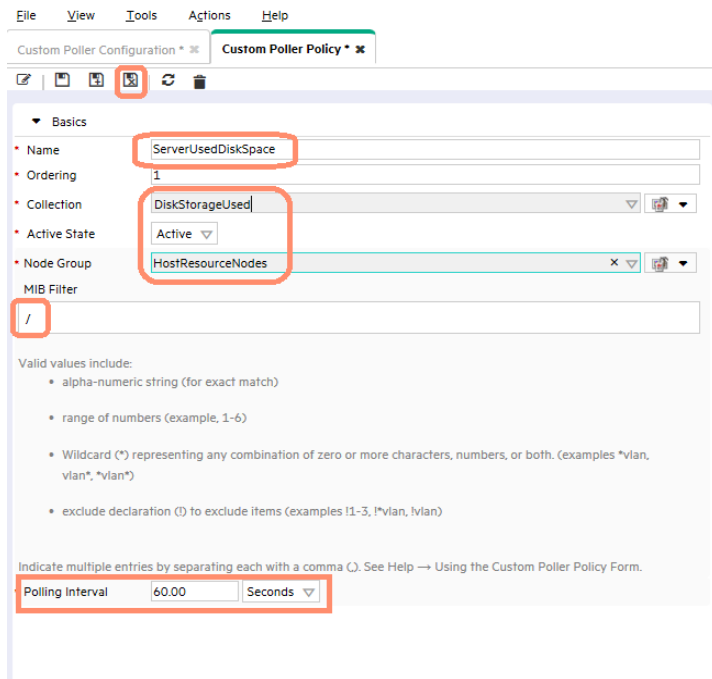 File View Tools Actions Help
Custom Poller Configuration * Custom Poller Policy *
Basics
* Name ServerUsedDiskSpace
* Ordering 1
* Collection DiskStorageUsed
* Active State Active
* Node Group HostResourceNodes
MIB Filter
/
Valid values include:
• alpha-numeric string (for exact match)
• range of numbers (example, 1-6)
• Wildcard (*) representing any combination of zero or more characters, numbers, or both. (examples *vlan,
vlan*, *vlan*)
• exclude declaration (!) to exclude items (examples !1-3, !*vlan, !vlan)
Indicate multiple entries by separating each with a comma (,). See Help → Using the Custom Poller Policy Form.
* Polling Interval 60.00 Seconds